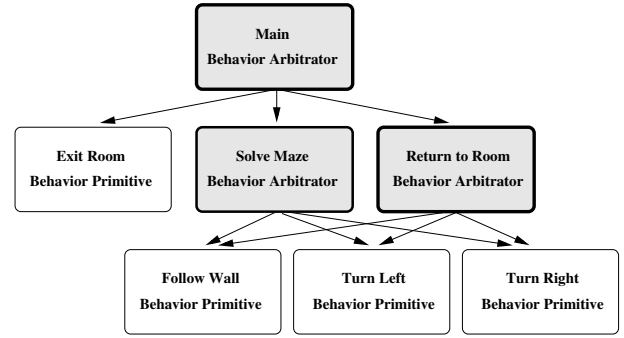 Main
Behavior Arbitrator
Exit Room
Behavior Primitive
Solve Maze
Behavior Arbitrator
Return to Room
Behavior Arbitrator
Follow Wall
Behavior Primitive
Turn Left
Behavior Primitive
Turn Right
Behavior Primitive